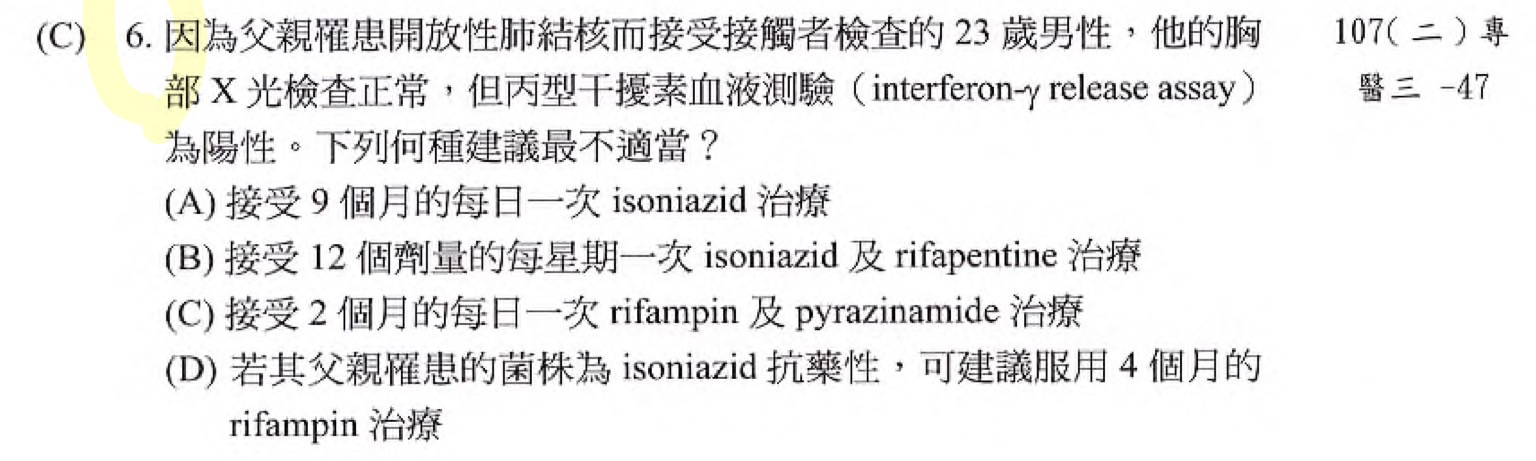 (C) 6. 因為父親罹患開放性肺結核而接受接觸者檢查的 23 歲男性，他的胸 107(二)專
部 X 光檢查正常，但丙型干擾素血液測驗（interferon-γ release assay） 醫三 -47
為陽性。下列何種建議最不適當？
(A) 接受 9 個月的每日一次 isoniazid 治療
(B) 接受 12 個劑量的每星期一次 isoniazid 及 rifapentine 治療
(C) 接受 2 個月的每日一次 rifampin 及 pyrazinamide 治療
(D) 若其父親罹患的菌株為 isoniazid 抗藥性，可建議服用 4 個月的
rifampin 治療